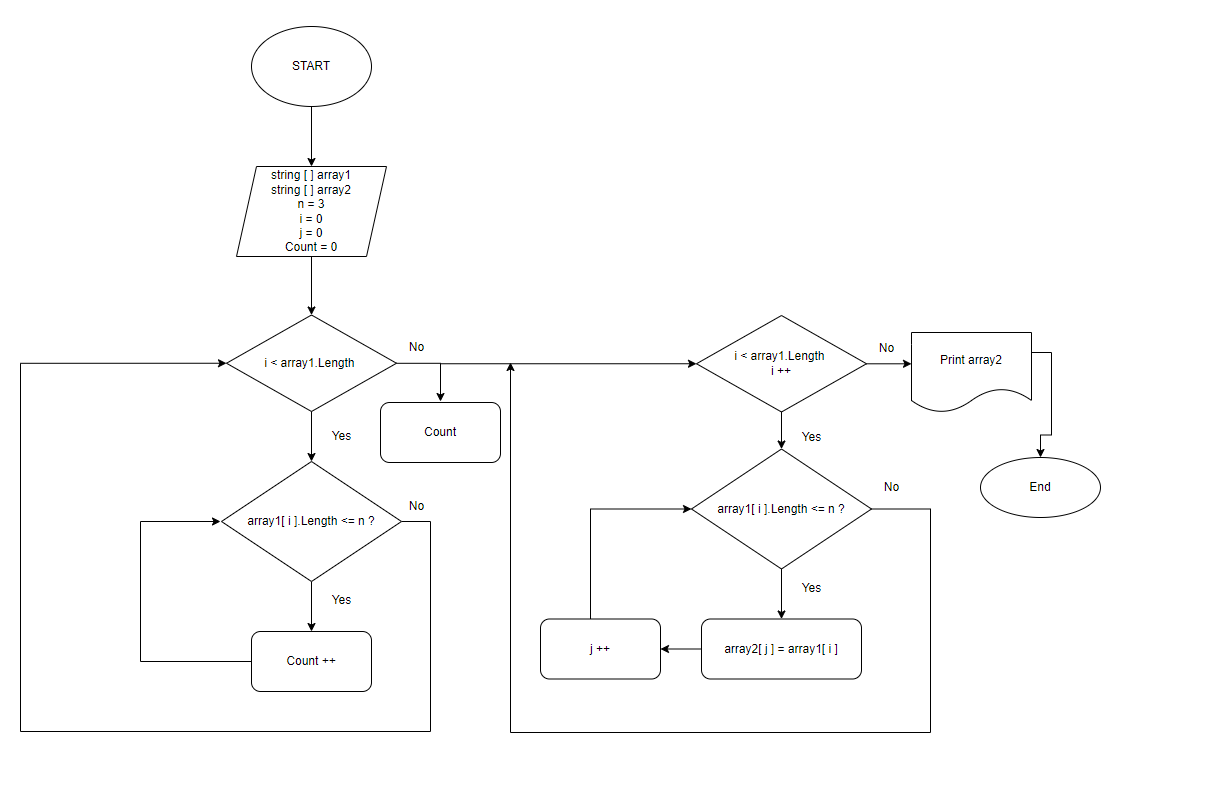 START
string [ ] array1
string [ ] array2
n = 3
i = 0
j = 0
Count = 0
i < array1.Length
No
Count
Yes
array1[ i ].Length <= n ?
No
Yes
Count ++
i < array1.Length
i ++
No
Print array2
End
Yes
array1[ i ].Length <= n ?
No
Yes
array2[ j ] = array1[ i ]
j ++